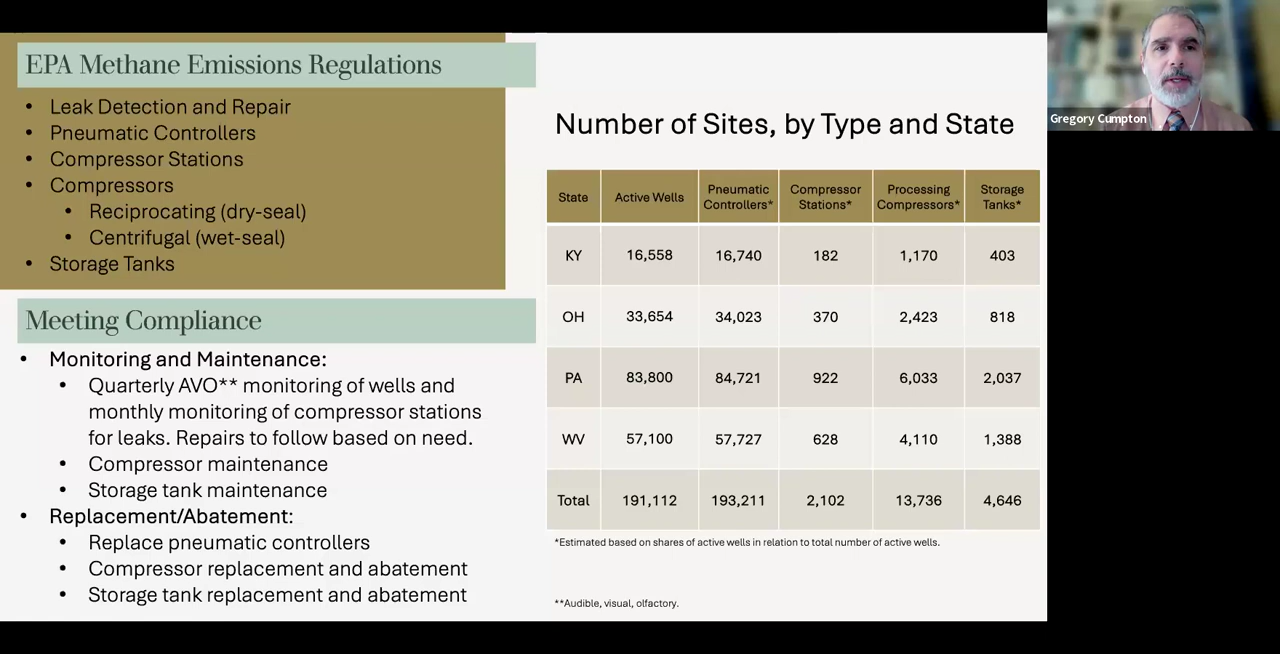 EPA Methane Emissions Regulations
• Leak Detection and Repair
• Pneumatic Controllers
• Compressor Stations
• Compressors
• Reciprocating (dry-seal)
• Centrifugal (wet-seal)
• Storage Tanks
Meeting Compliance
• Monitoring and Maintenance:
• Quarterly AVO** monitoring of wells and
monthly monitoring of compressor stations
for leaks. Repairs to follow based on need.
• Compressor maintenance
• Storage tank maintenance
• Replacement/Abatement:
• Replace pneumatic controllers
• Compressor replacement and abatement
• Storage tank replacement and abatement
Number of Sites, by Type and State
State Active Wells Pneumatic Controllers* Compressor Stations* Processing Compressors* Storage Tanks*
KY 16,558 16,740 182 1,170 403
OH 33,654 34,023 370 2,423 818
PA 83,800 84,721 922 6,033 2,037
WV 57,100 57,727 628 4,110 1,388
Total 191,112 193,211 2,102 13,736 4,646
*Estimated based on shares of active wells in relation to total number of active wells.
**Audible, visual, olfactory.
Gregory Cumpton